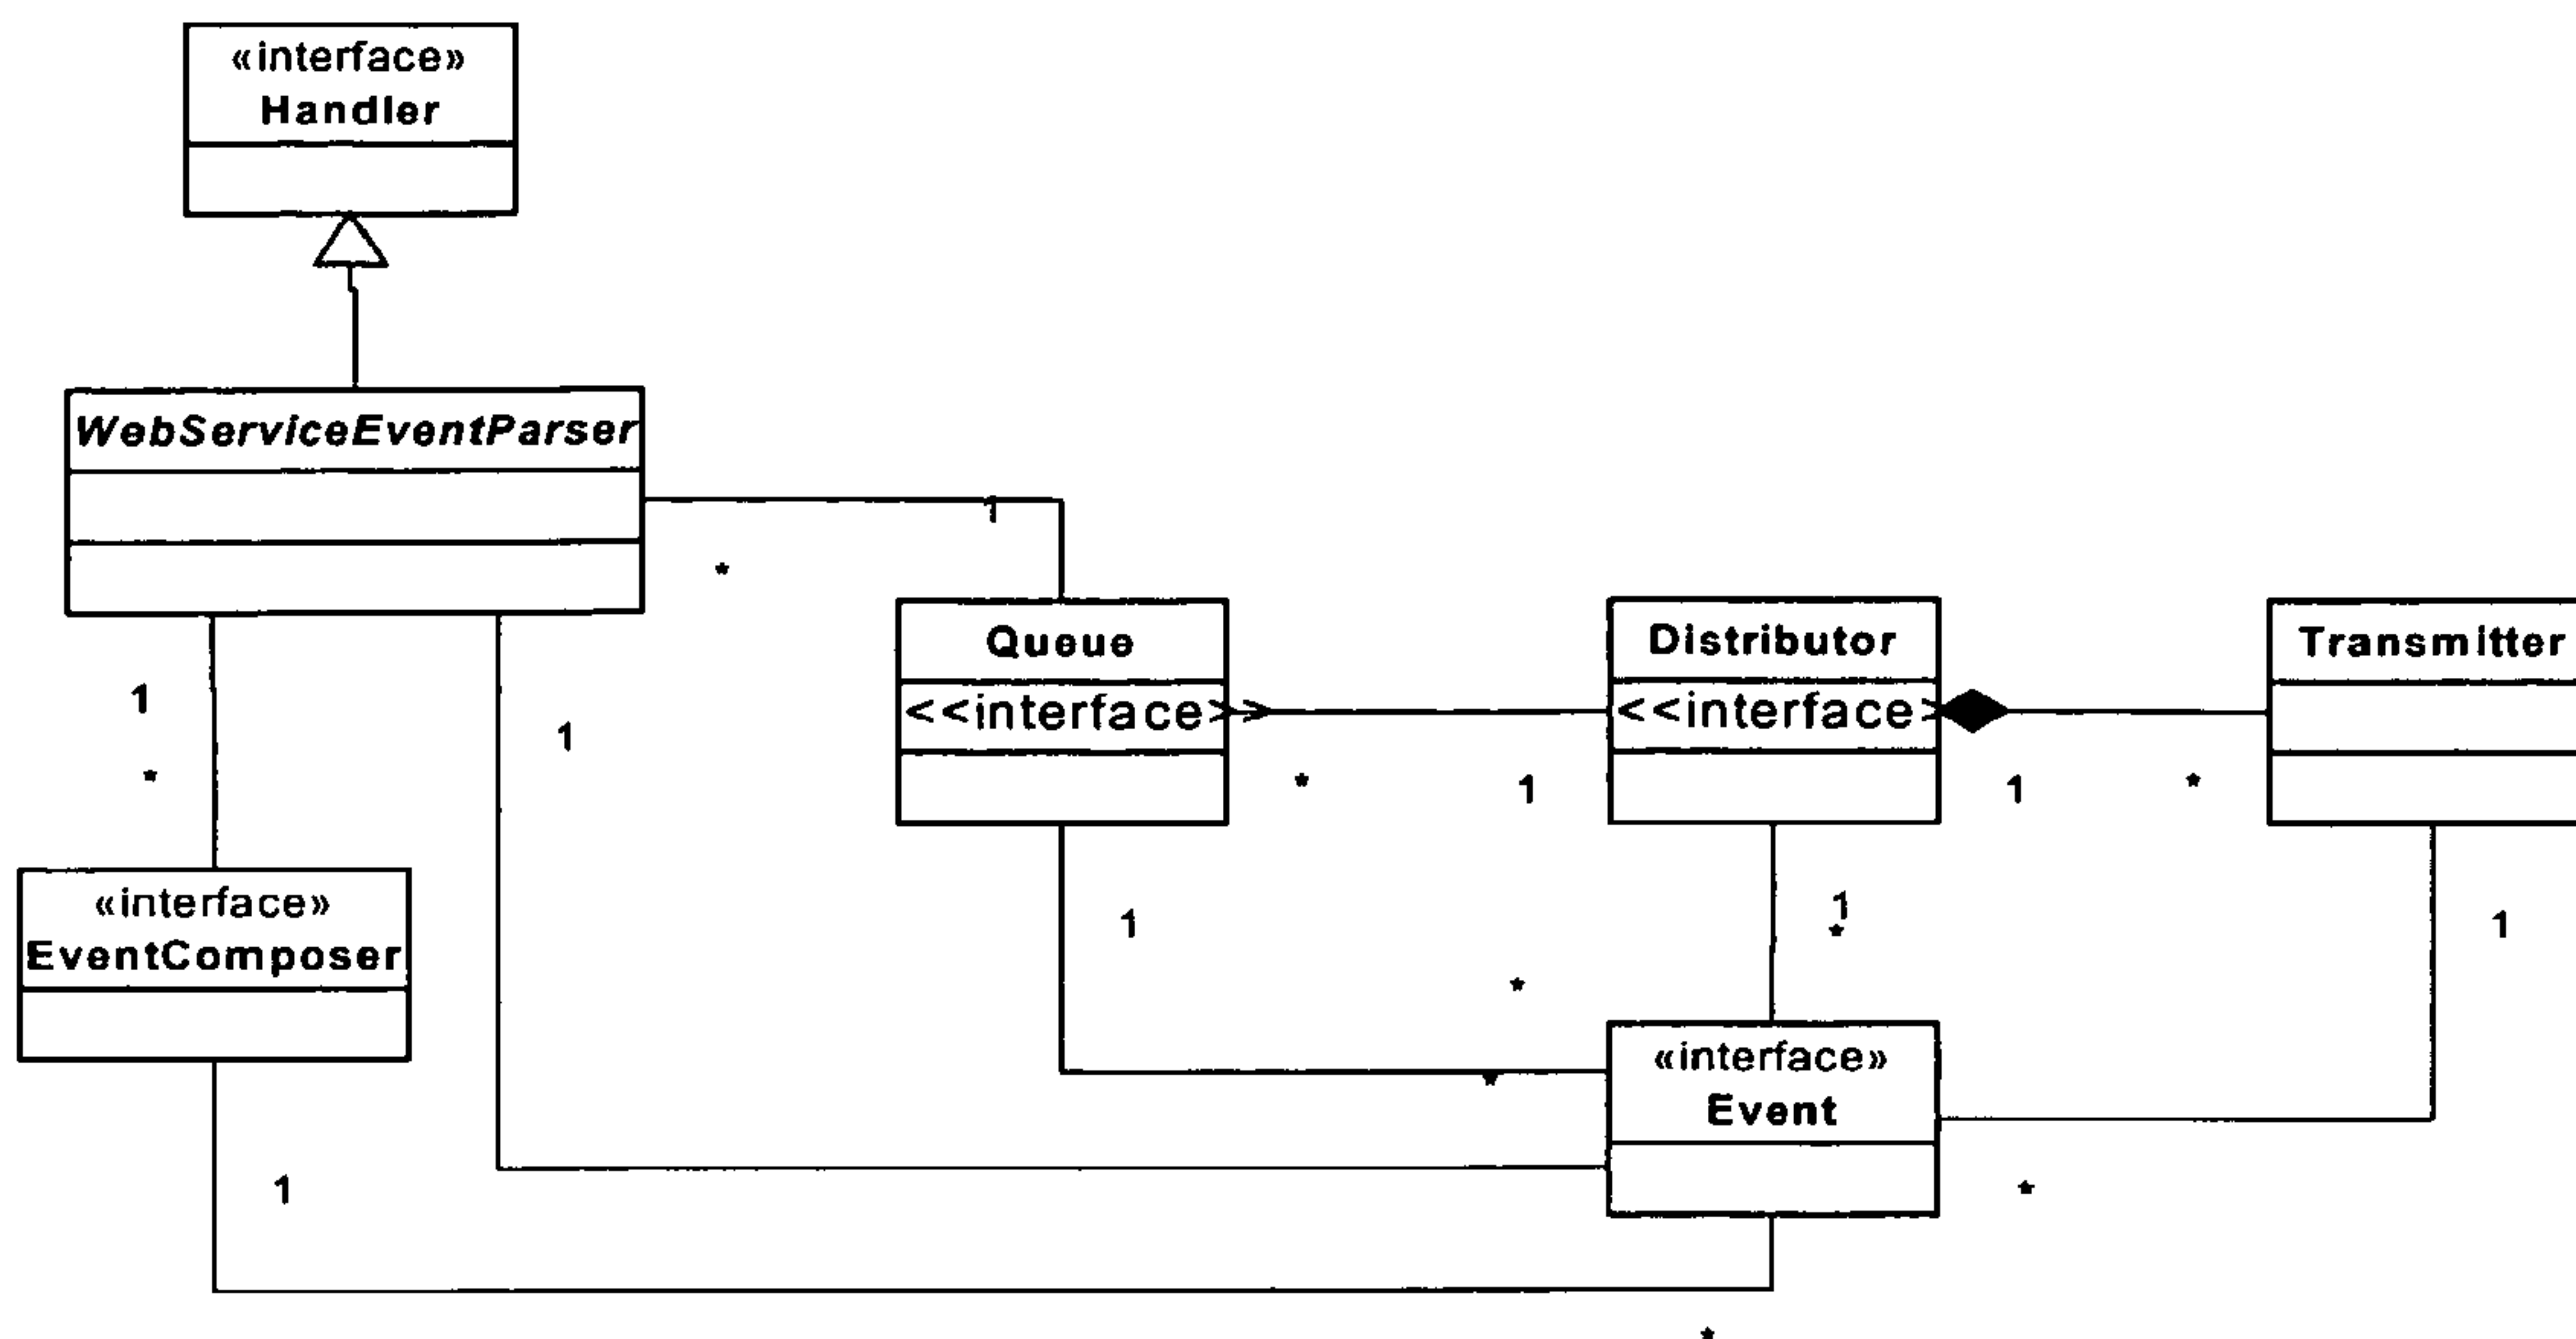 «interface»
Handler
WebServiceEventParser
1
*
Queue
<<interface>
Distributor
<<interface>
Transmitter
1
*
1
*
1
1
*
«interface»
EventComposer
1
1
*
1
*
*
«interface»
Event
1
*
*